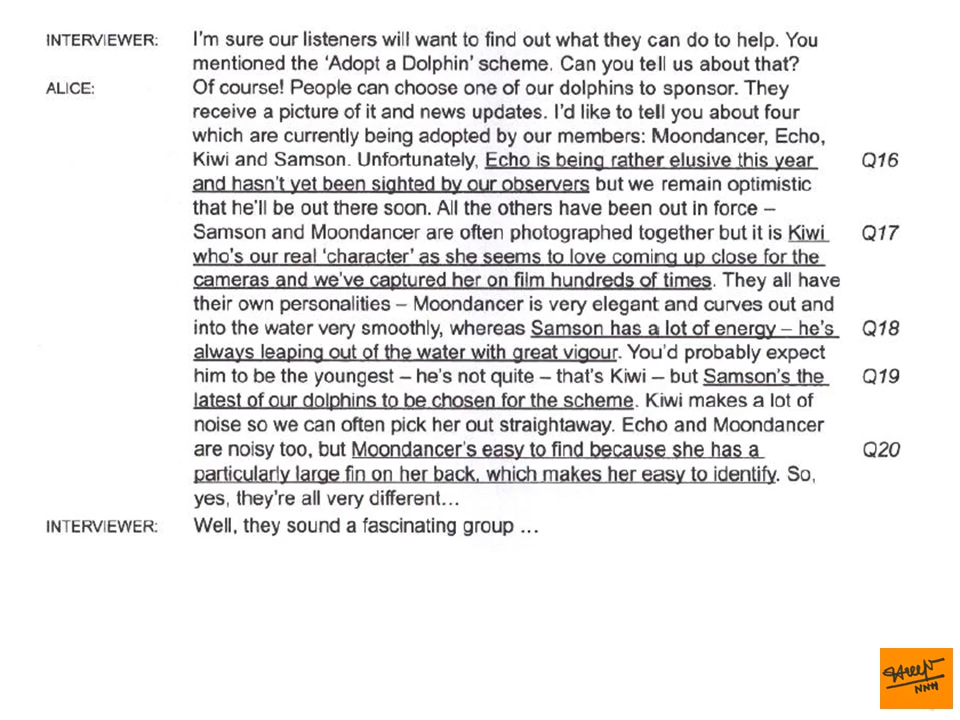 INTERVIEWER: I'm sure our listeners will want to find out what they can do to help. You
mentioned the 'Adopt a Dolphin' scheme. Can you tell us about that?
ALICE: Of course! People can choose one of our dolphins to sponsor. They
receive a picture of it and news updates. I'd like to tell you about four
which are currently being adopted by our members: Moondancer, Echo,
Kiwi and Samson. Unfortunately, Echo is being rather elusive this year Q16
and hasn't yet been sighted by our observers but we remain optimistic
that he'll be out there soon. All the others have been out in force –
Samson and Moondancer are often photographed together but it is Kiwi Q17
who's our real 'character' as she seems to love coming up close for the
cameras and we've captured her on film hundreds of times. They all have
their own personalities – Moondancer is very elegant and curves out and
into the water very smoothly, whereas Samson has a lot of energy – he's Q18
always leaping out of the water with great vigour. You'd probably expect
him to be the youngest – he's not quite – that's Kiwi – but Samson's the Q19
latest of our dolphins to be chosen for the scheme. Kiwi makes a lot of
noise so we can often pick her out straightaway. Echo and Moondancer
are noisy too, but Moondancer's easy to find because she has a Q20
particularly large fin on her back, which makes her easy to identify. So,
yes, they're all very different...
INTERVIEWER: Well, they sound a fascinating group ...
NNH